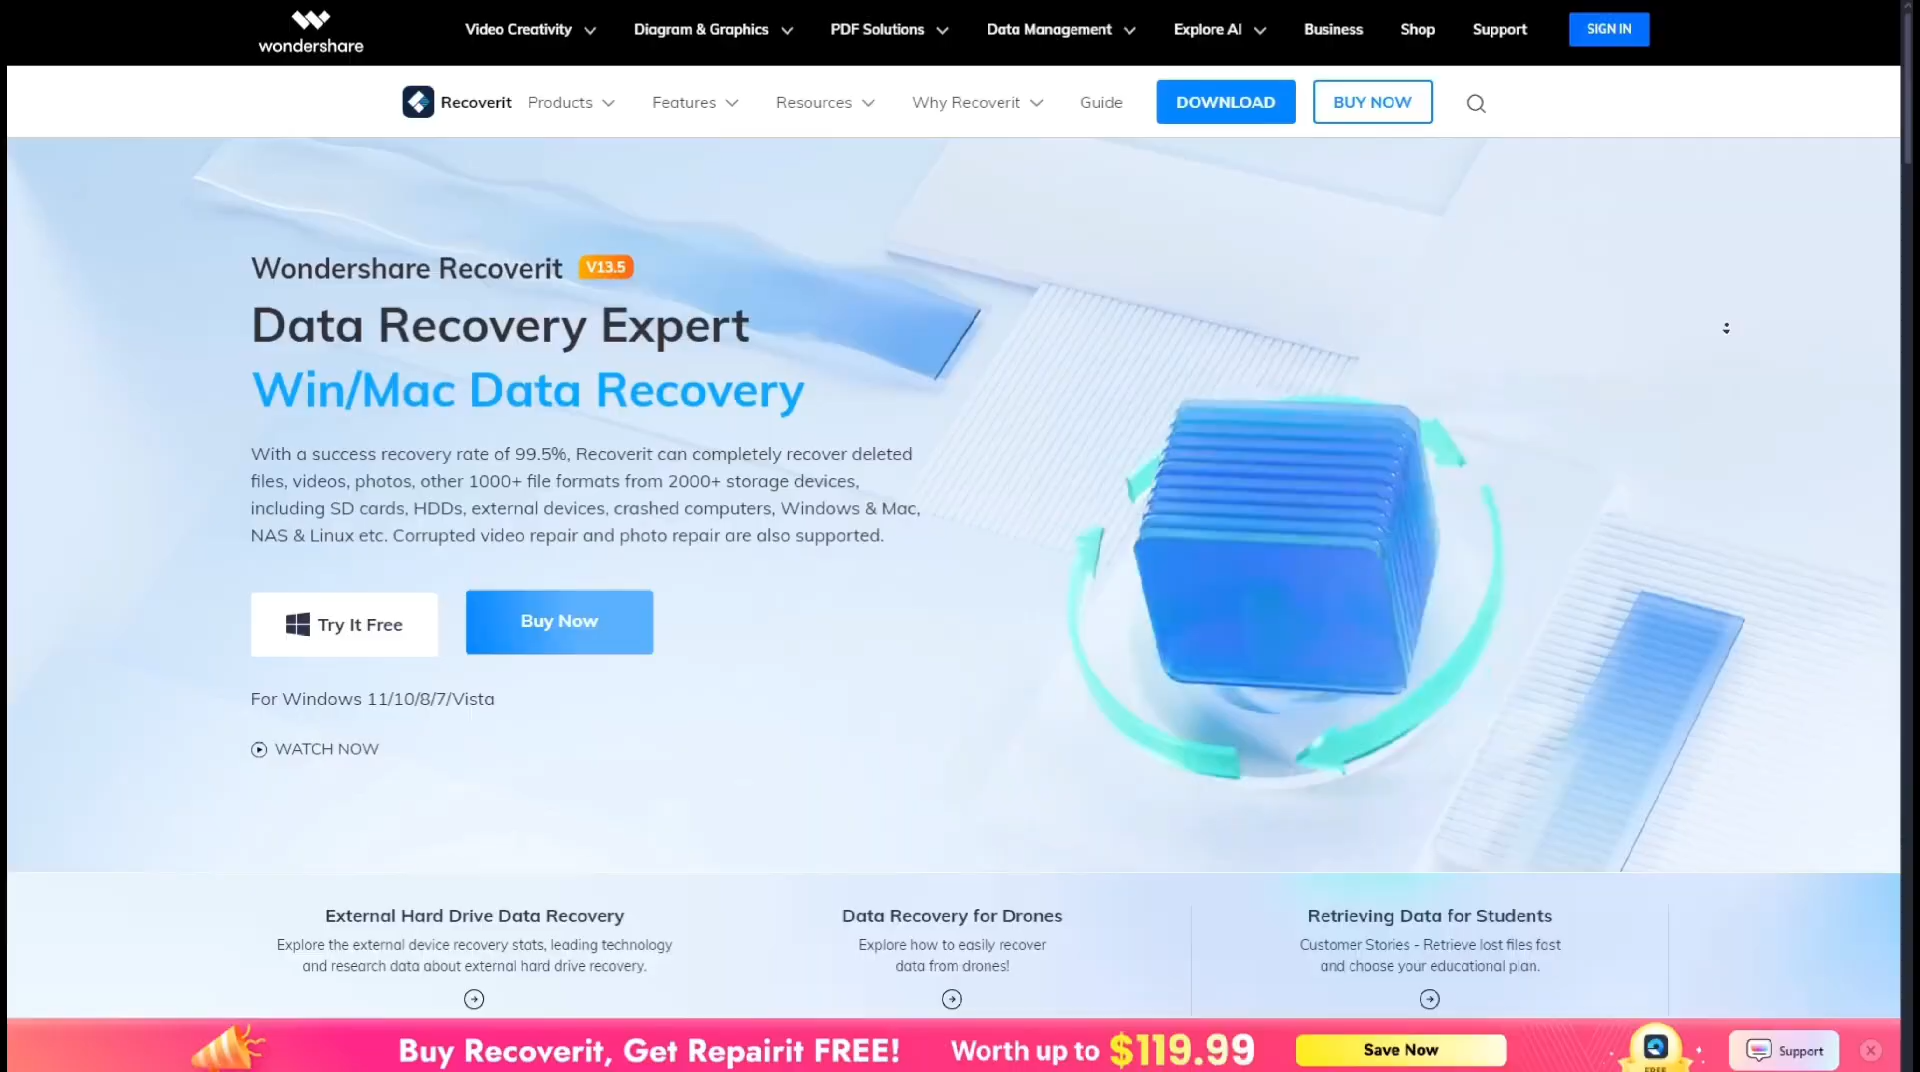 wondershare
Video Creativity
Diagram & Graphics
PDF Solutions
Data Management
Explore AI
Business
Shop
Support
SIGN IN
Recoverit
Products
Features
Resources
Why Recoverit
Guide
DOWNLOAD
BUY NOW
Wondershare Recoverit V13.5
Data Recovery Expert
Win/Mac Data Recovery
With a success recovery rate of 99.5%, Recoverit can completely recover deleted
files, videos, photos, other 1000+ file formats from 2000+ storage devices,
including SD cards, HDDs, external devices, crashed computers, Windows & Mac,
NAS & Linux etc. Corrupted video repair and photo repair are also supported.
Try It Free
Buy Now
For Windows 11/10/8/7/Vista
WATCH NOW
External Hard Drive Data Recovery
Explore the external device recovery stats, leading technology
and research data about external hard drive recovery.
Data Recovery for Drones
Explore how to easily recover
data from drones!
Retrieving Data for Students
Customer Stories - Retrieve lost files fast
and choose your educational plan.
Buy Recoverit, Get Repairit FREE!
Worth up to $119.99
Save Now
FREE
Support